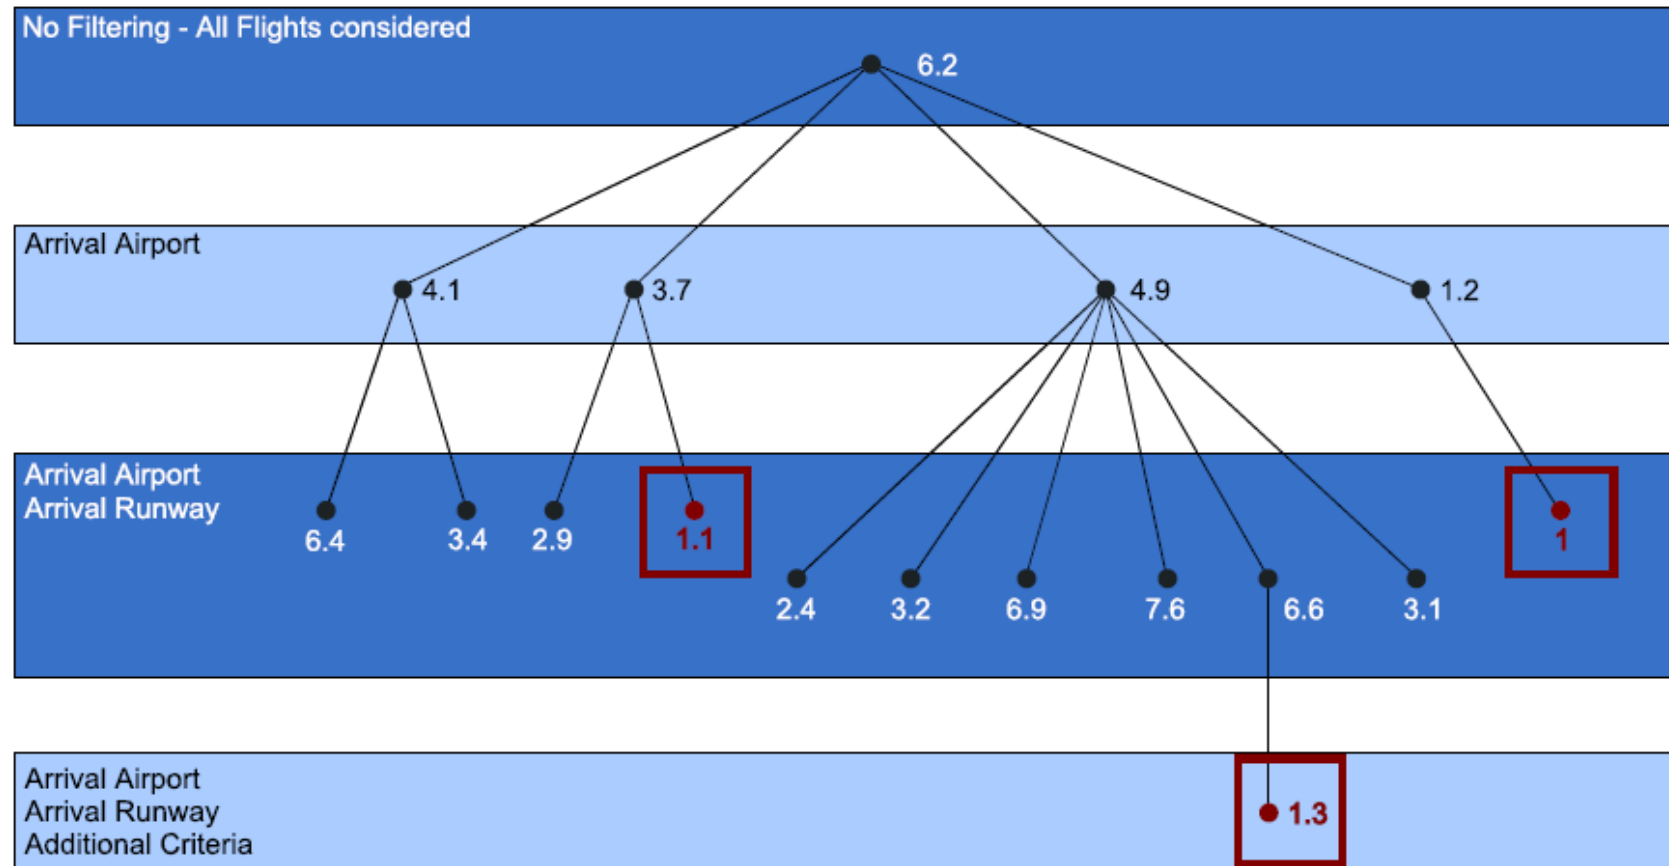 No Filtering - All Flights considered
6.2
Arrival Airport
4.1
3.7
4.9
1.2
Arrival Airport
Arrival Runway
6.4
3.4
2.9
1.1
1
2.4
3.2
6.9
7.6
6.6
3.1
Arrival Airport
Arrival Runway
Additional Criteria
1.3